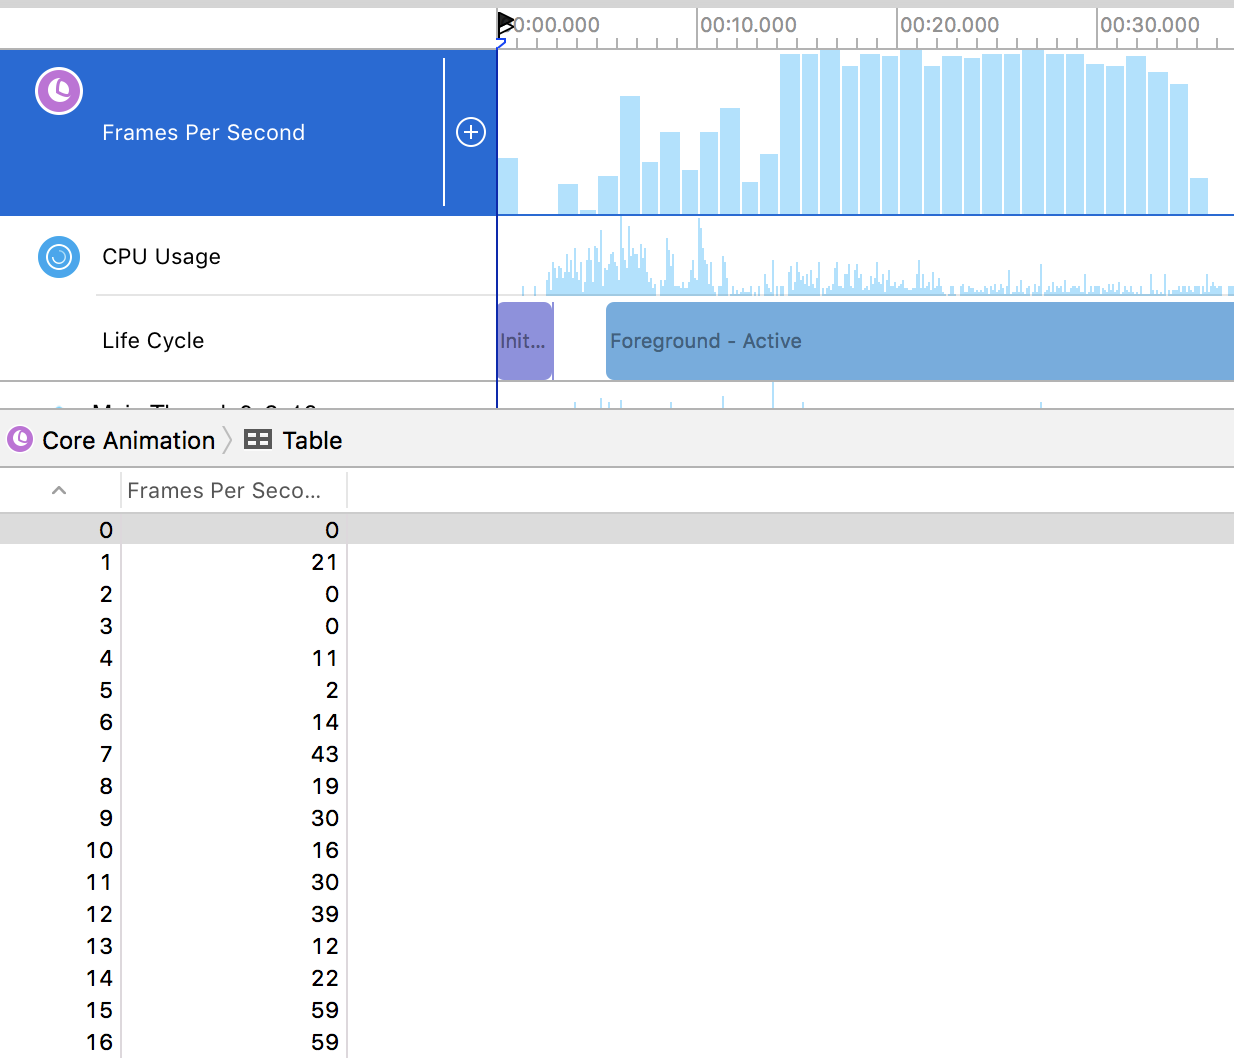 0:00.000 00:10.000 00:20.000 00:30.000
Frames Per Second
CPU Usage
Life Cycle Init... Foreground - Active
Core Animation Table
Frames Per Seco...
0 0
1 21
2 0
3 0
4 11
5 2
6 14
7 43
8 19
9 30
10 16
11 30
12 39
13 12
14 22
15 59
16 59